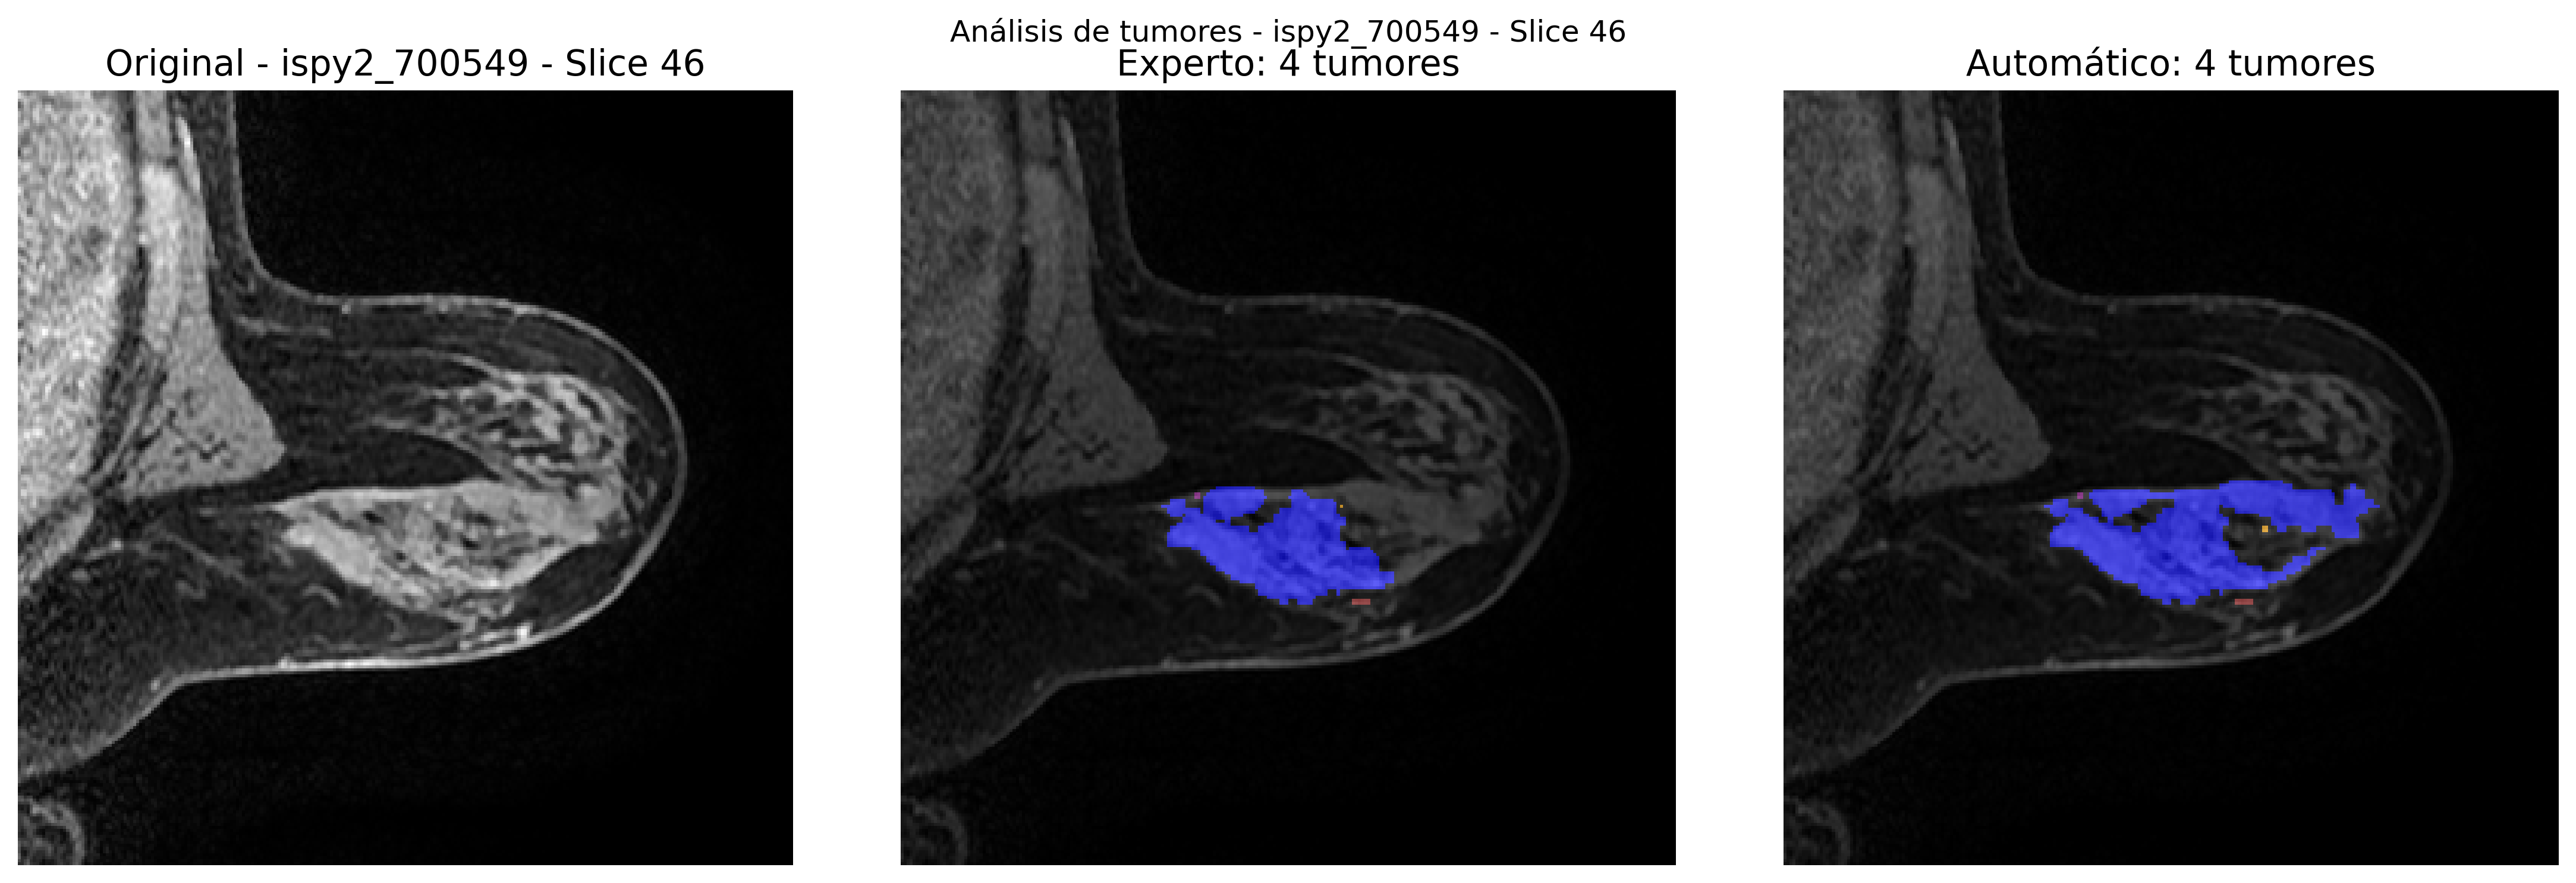 Análisis de tumores - ispy2_700549 - Slice 46
Original - ispy2_700549 - Slice 46
Experto: 4 tumores
Automático: 4 tumores